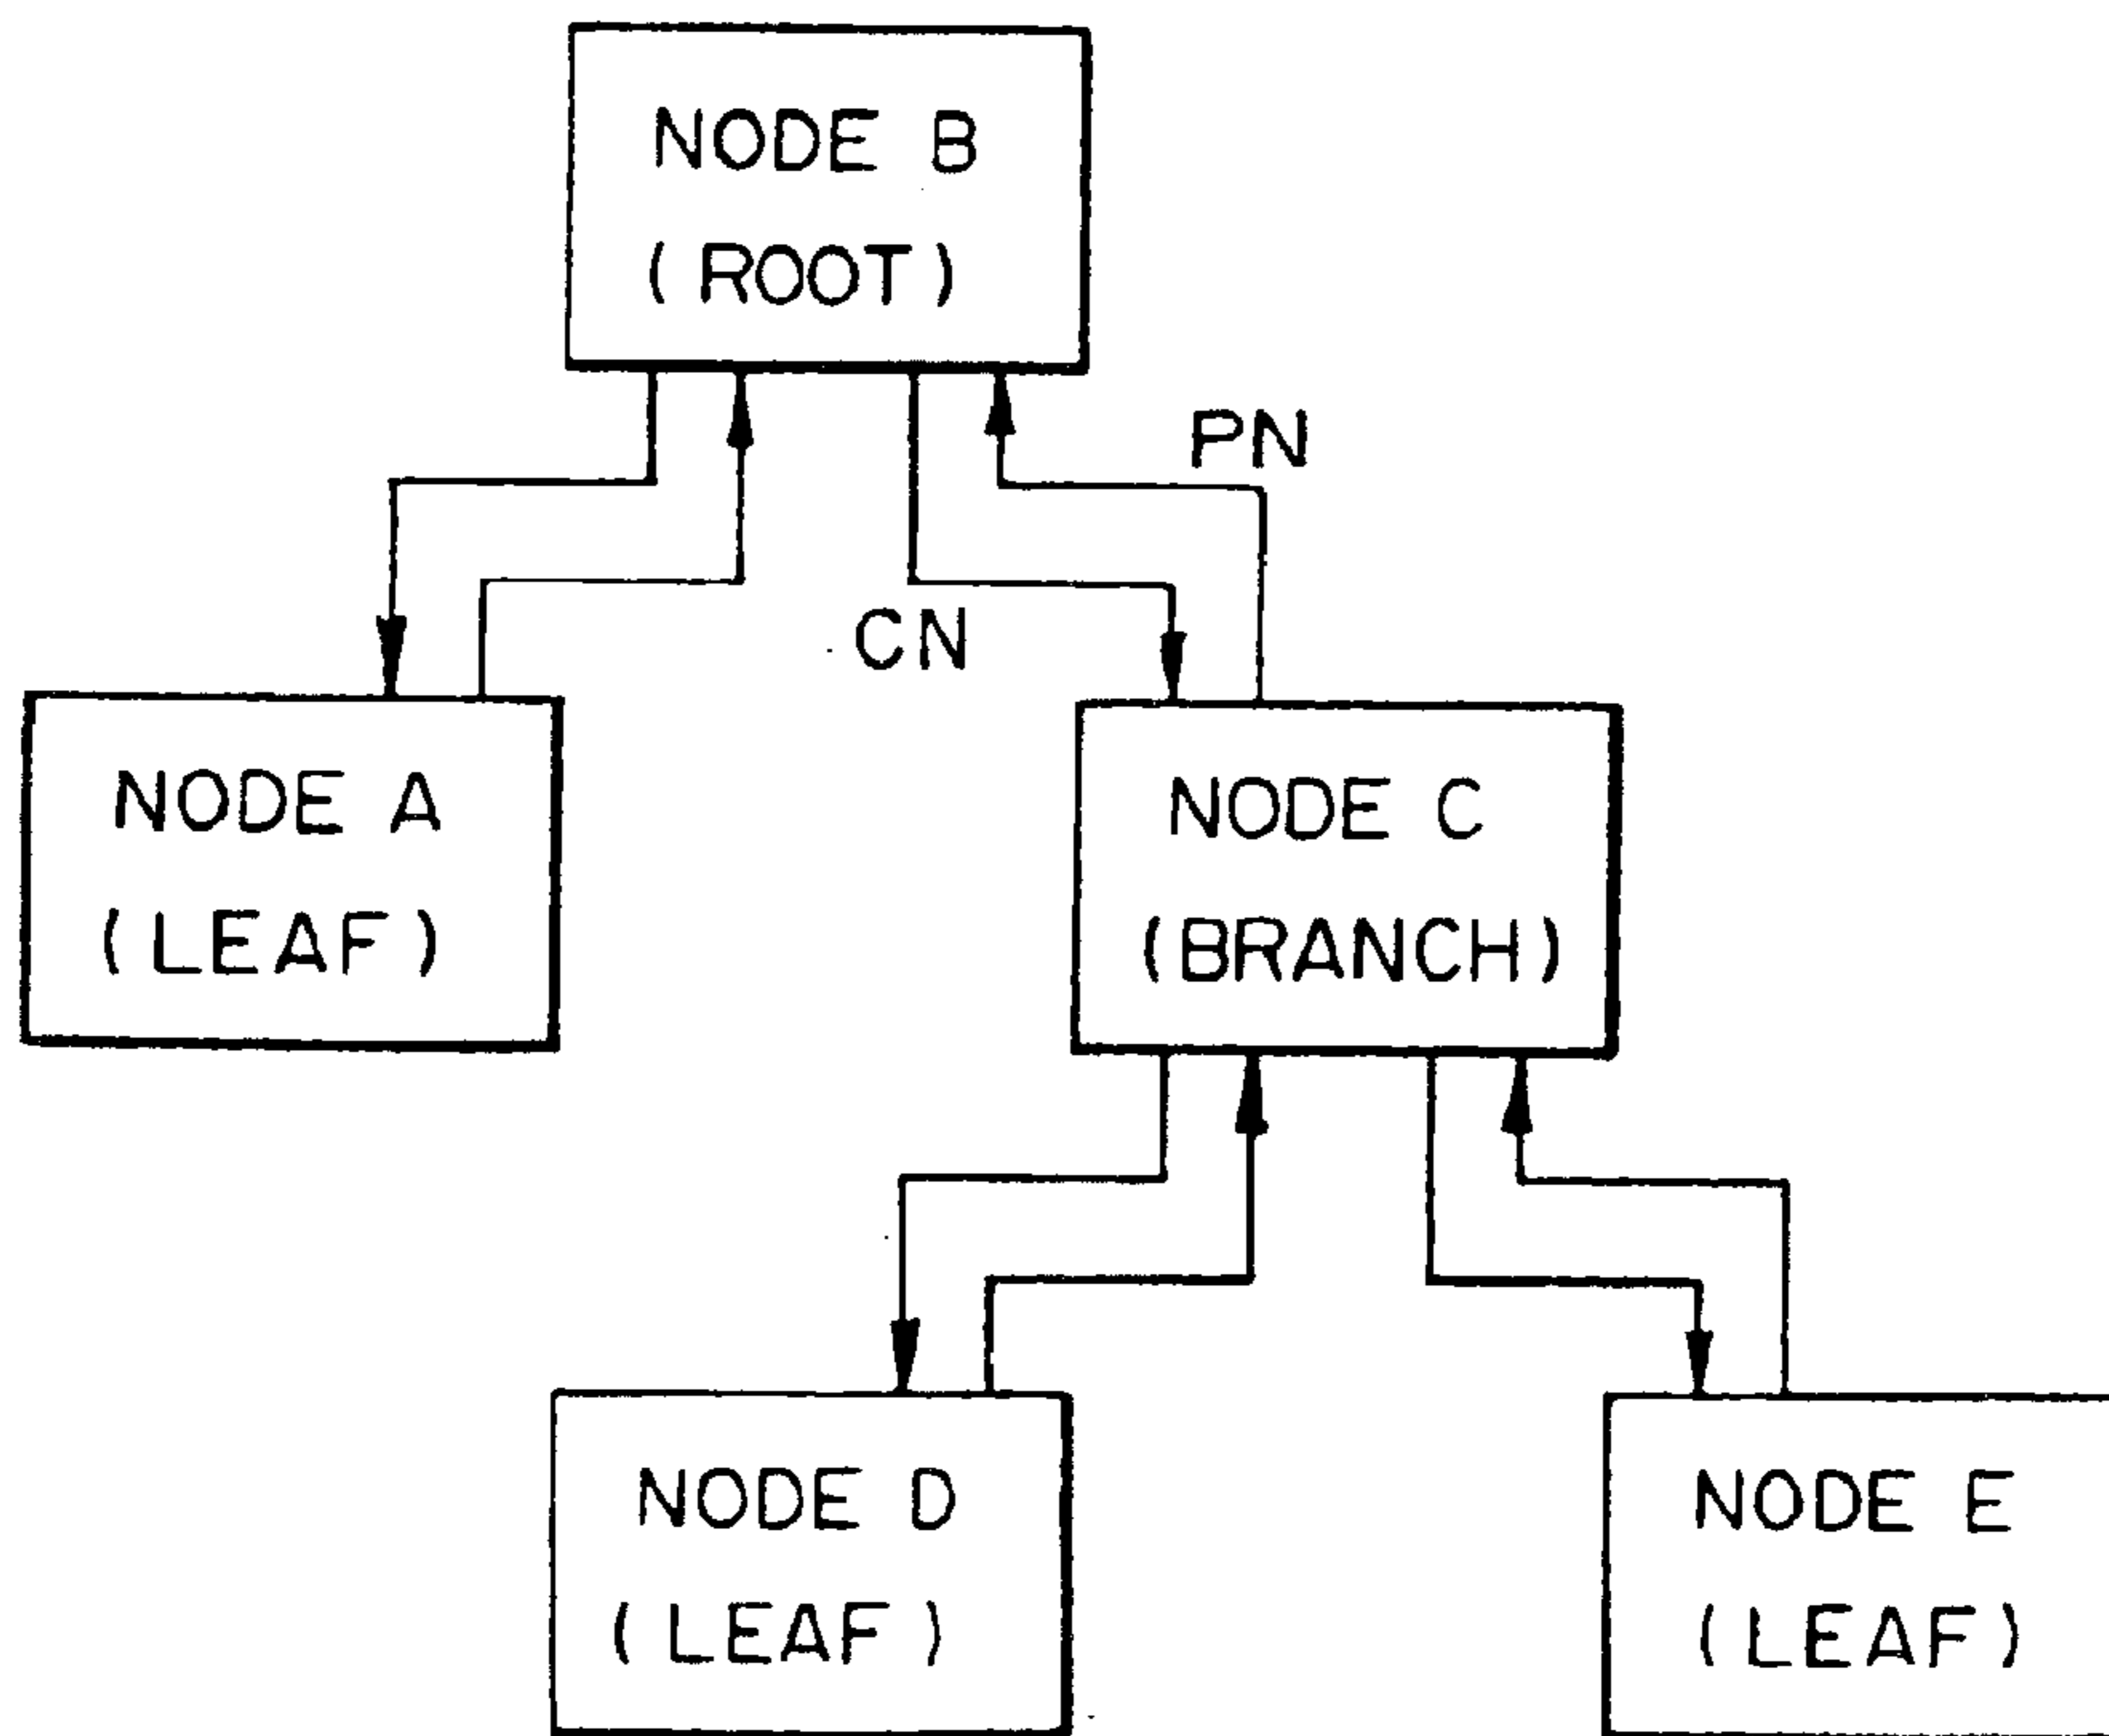 NODE B
(ROOT)
PN
CN
NODE A
(LEAF)
NODE C
(BRANCH)
NODE D
(LEAF)
NODE E
(LEAF)